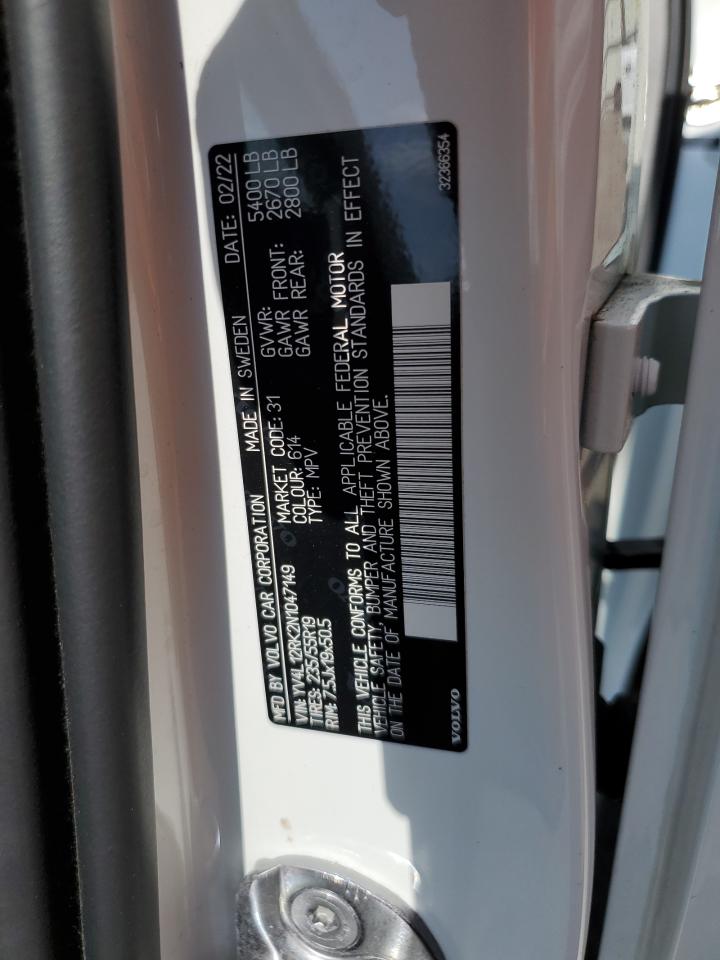 MFD BY VOLVO CAR CORPORATION MADE IN SWEDEN DATE: 02/22
VIN: YV4L12RK2N1047149 MARKET CODE: 31 GVWR: 5400 LB
TIRES: 235/55R19 COLOUR: 614 GAWR FRONT: 2670 LB
RIM: 7.5Jx19x50.5 TYPE: MPV GAWR REAR: 2800 LB
THIS VEHICLE CONFORMS TO ALL APPLICABLE FEDERAL MOTOR
VEHICLE SAFETY, BUMPER AND THEFT PREVENTION STANDARDS IN EFFECT
ON THE DATE OF MANUFACTURE SHOWN ABOVE.
VOLVO 32366354